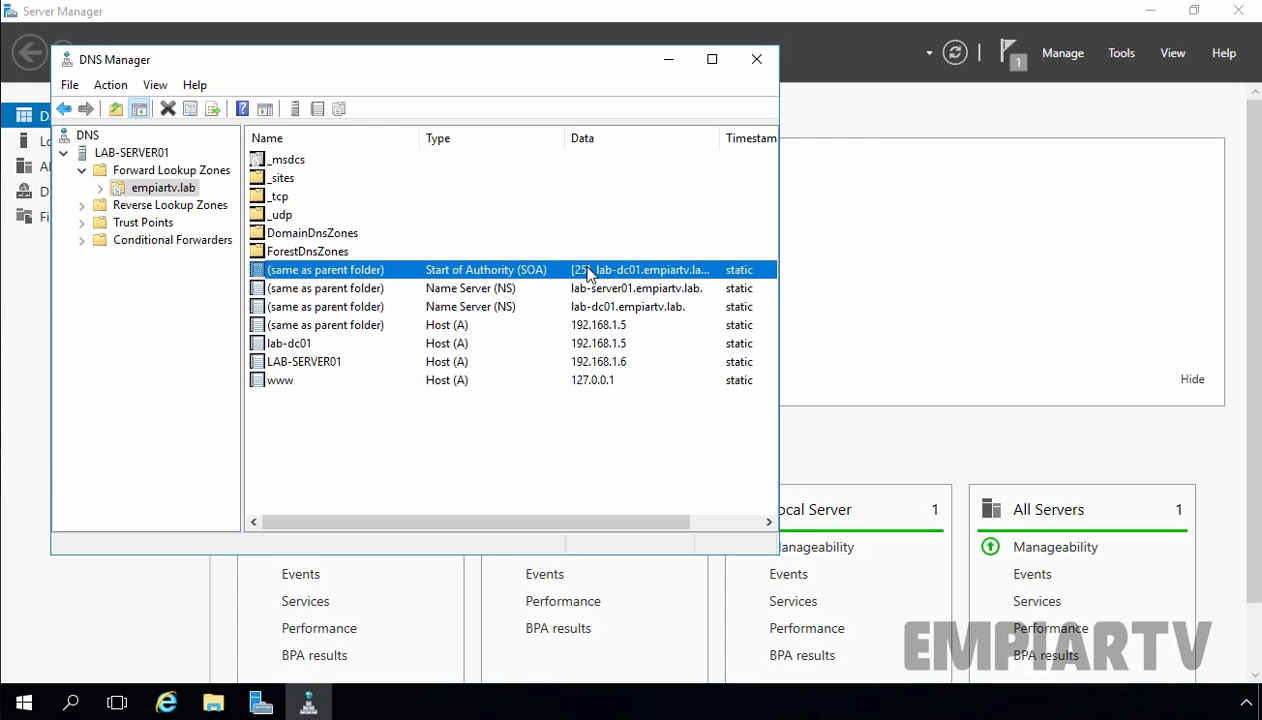 Server Manager
Manage
Tools
View
Help
1
DNS Manager
File
Action
View
Help
DNS
LAB-SERVER01
Forward Lookup Zones
empiartv.lab
Reverse Lookup Zones
Trust Points
Conditional Forwarders
Name Type Data Timestam
_msdcs
_sites
_tcp
_udp
DomainDnsZones
ForestDnsZones
(same as parent folder) Start of Authority (SOA) [25], lab-dc01.empiartv.la... static
(same as parent folder) Name Server (NS) lab-server01.empiartv.lab. static
(same as parent folder) Name Server (NS) lab-dc01.empiartv.lab. static
(same as parent folder) Host (A) 192.168.1.5 static
lab-dc01 Host (A) 192.168.1.5 static
LAB-SERVER01 Host (A) 192.168.1.6 static
www Host (A) 127.0.0.1 static
Hide
ocal Server 1
anageability
Events
Services
Performance
BPA results
All Servers 1
Manageability
Events
Services
Performance
BPA results
Events
Services
Performance
BPA results
Events
Performance
BPA results
EMPIARTV